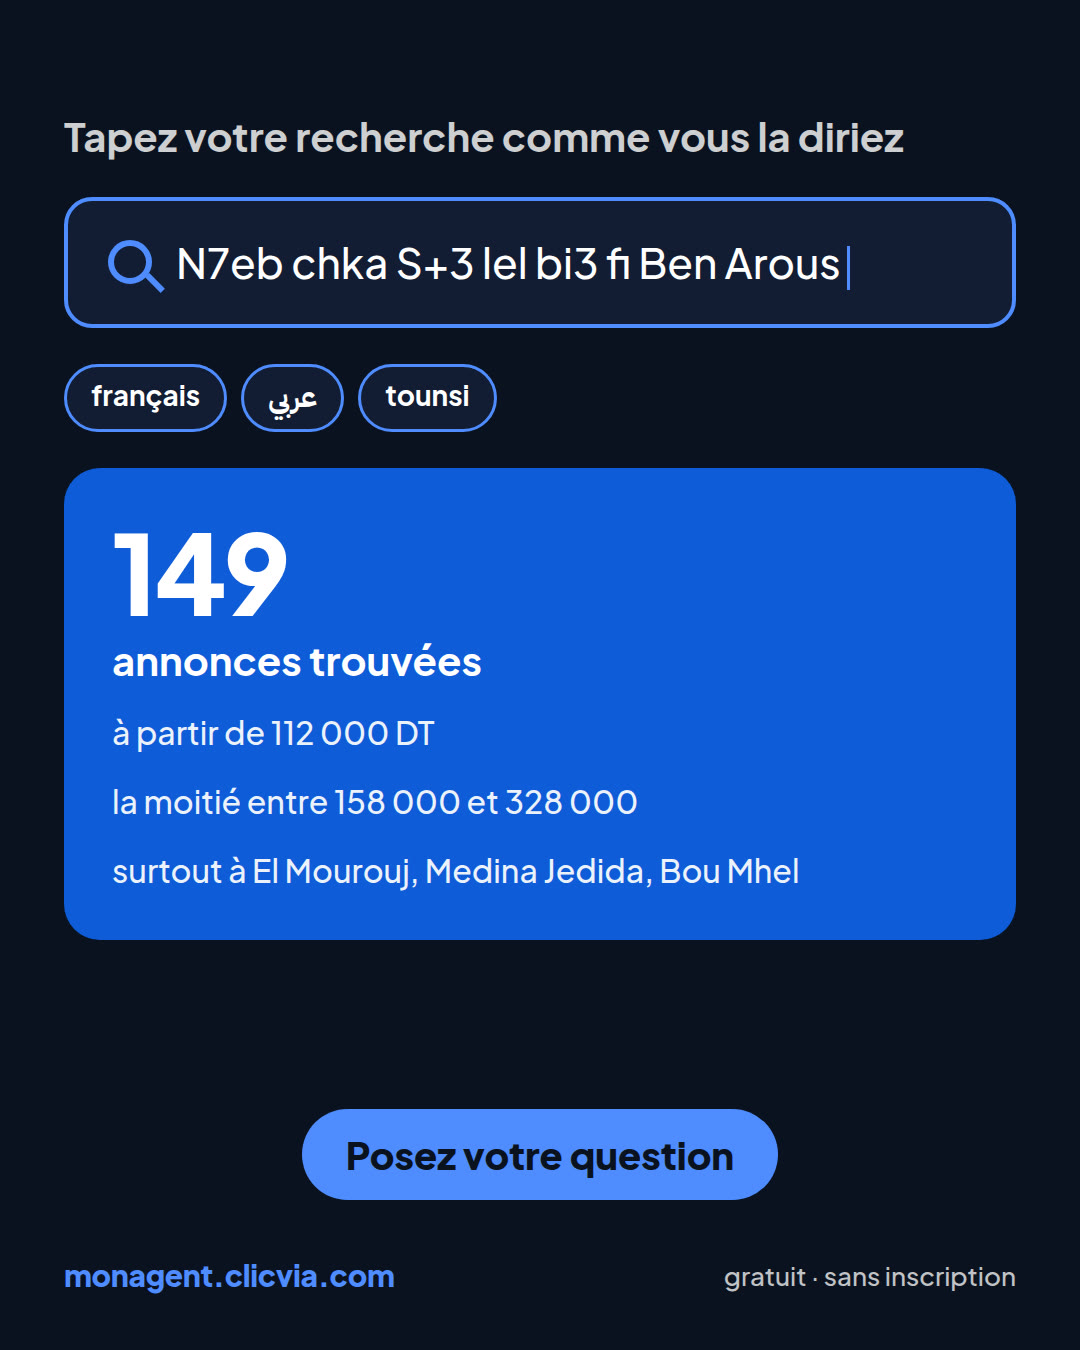 Tapez votre recherche comme vous la diriez
N7eb chka S+3 lel bi3 fi Ben Arous
français
عربي
tounsi
149
annonces trouvées
à partir de 112 000 DT
la moitié entre 158 000 et 328 000
surtout à El Mourouj, Medina Jedida, Bou Mhel
Posez votre question
monagent.clicvia.com
gratuit · sans inscription